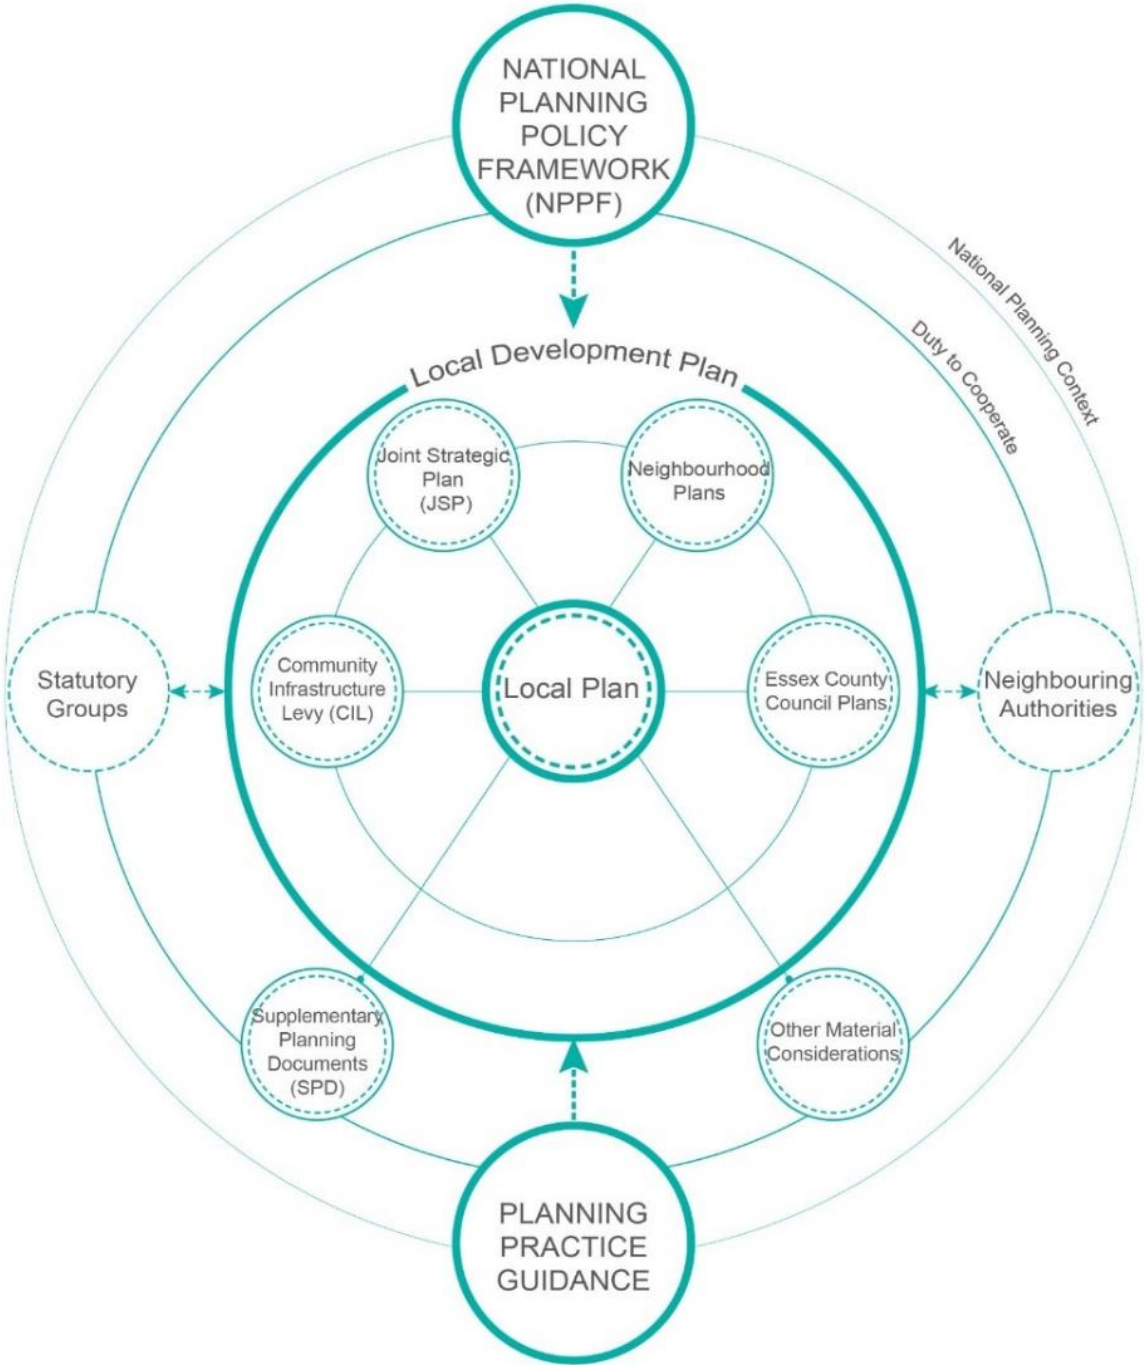 NATIONAL
PLANNING
POLICY
FRAMEWORK
(NPPF)
National Planning Context
Duty to Cooperate
Local Development Plan
Joint Strategic
Plan
(JSP)
Neighbourhood
Plans
Statutory
Groups
Community
Infrastructure
Levy (CIL)
Local Plan
Essex County
Council Plans
Neighbouring
Authorities
Supplementary
Planning
Documents
(SPD)
Other Material
Considerations
PLANNING
PRACTICE
GUIDANCE